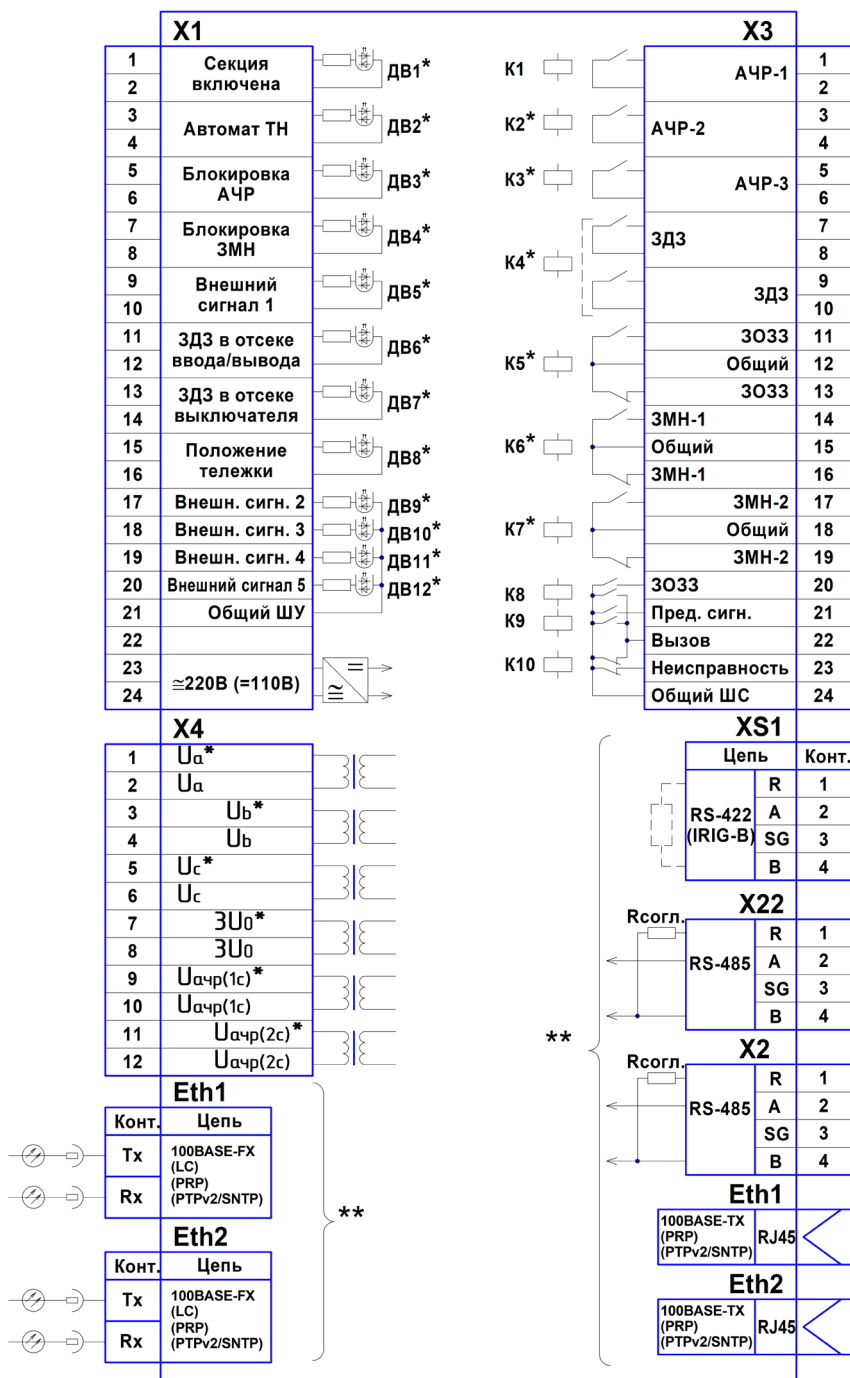 X1
1
Секция
включена
ДВ1*
2
3
Автомат ТН
ДВ2*
4
5
Блокировка
АЧР
ДВ3*
6
7
Блокировка
ЗМН
ДВ4*
8
9
Внешний
сигнал 1
ДВ5*
10
11
ЗДЗ в отсеке
ввода/вывода
ДВ6*
12
13
ЗДЗ в отсеке
выключателя
ДВ7*
14
15
Положение
тележки
ДВ8*
16
17 Внешн. сигн. 2 ДВ9*
18 Внешн. сигн. 3 ДВ10*
19 Внешн. сигн. 4 ДВ11*
20 Внешний сигнал 5 ДВ12*
21 Общий ШУ
22
23
≅220В (=110В)
=
≅
24
X4
1 Ua*
2 Ua
3 Ub*
4 Ub
5 Uc*
6 Uc
7 3U0*
8 3U0
9 Uачр(1с)*
10 Uачр(1с)
11 Uачр(2с)*
12 Uачр(2с)
Eth1
Конт. Цепь
Tx
Rx
100BASE-FX
(LC)
(PRP)
(PTPv2/SNTP)
Eth2
Конт. Цепь
Tx
Rx
100BASE-FX
(LC)
(PRP)
(PTPv2/SNTP)
**
X3
К1
АЧР-1
1
2
К2*
АЧР-2
3
4
К3*
АЧР-3
5
6
К4*
ЗДЗ
7
8
ЗДЗ
9
10
К5*
ЗОЗЗ 11
Общий 12
ЗОЗЗ 13
К6*
ЗМН-1 14
Общий 15
ЗМН-1 16
К7*
ЗМН-2 17
Общий 18
ЗМН-2 19
К8
К9
К10
ЗОЗЗ 20
Пред. сигн. 21
Вызов 22
Неисправность 23
Общий ШС 24
**
XS1
Цепь Конт.
RS-422
(IRIG-B)
R 1
A 2
SG 3
B 4
X22
Rсогл.
RS-485
R 1
A 2
SG 3
B 4
X2
Rсогл.
RS-485
R 1
A 2
SG 3
B 4
Eth1
100BASE-TX
(PRP)
(PTPv2/SNTP)
RJ45
Eth2
100BASE-TX
(PRP)
(PTPv2/SNTP)
RJ45